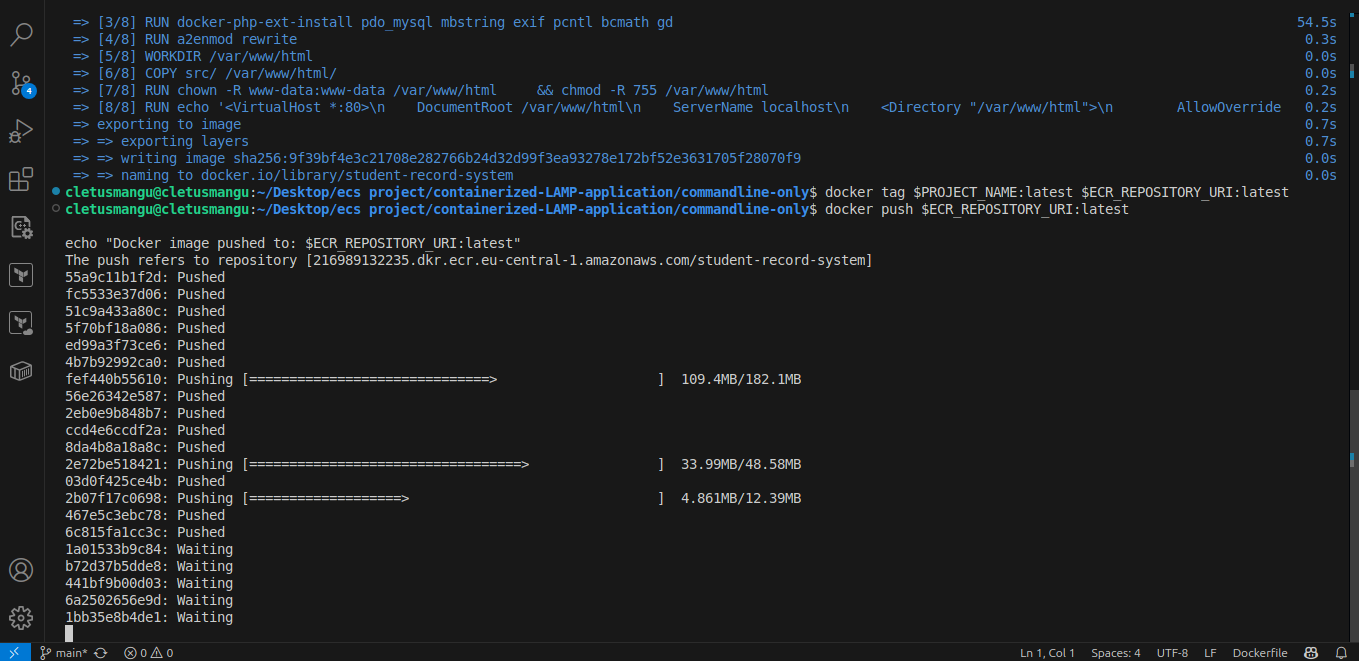 => [3/8] RUN docker-php-ext-install pdo_mysql mbstring exif pcntl bcmath gd 54.5s
=> [4/8] RUN a2enmod rewrite 0.3s
=> [5/8] WORKDIR /var/www/html 0.0s
=> [6/8] COPY src/ /var/www/html/ 0.0s
=> [7/8] RUN chown -R www-data:www-data /var/www/html     && chmod -R 755 /var/www/html 0.2s
=> [8/8] RUN echo '<VirtualHost *:80>\n    DocumentRoot /var/www/html\n    ServerName localhost\n    <Directory "/var/www/html">\n        AllowOverride 0.2s
=> exporting to image 0.7s
=> => exporting layers 0.7s
=> => writing image sha256:9f39bf4e3c21708e282766b24d32d99f3ea93278e172bf52e3631705f28070f9 0.0s
=> => naming to docker.io/library/student-record-system 0.0s
cletusmangu@cletusmangu:~/Desktop/ecs project/containerized-LAMP-application/commandline-only$ docker tag $PROJECT_NAME:latest $ECR_REPOSITORY_URI:latest
cletusmangu@cletusmangu:~/Desktop/ecs project/containerized-LAMP-application/commandline-only$ docker push $ECR_REPOSITORY_URI:latest
echo "Docker image pushed to: $ECR_REPOSITORY_URI:latest"
The push refers to repository [216989132235.dkr.ecr.eu-central-1.amazonaws.com/student-record-system]
55a9c11b1f2d: Pushed
fc5533e37d06: Pushed
51c9a433a80c: Pushed
5f70bf18a086: Pushed
ed99a3f73ce6: Pushed
4b7b92992ca0: Pushed
fef440b55610: Pushing [==============================>                    ]  109.4MB/182.1MB
56e26342e587: Pushed
2eb0e9b848b7: Pushed
ccd4e6ccdf2a: Pushed
8da4b8a18a8c: Pushed
2e72be518421: Pushing [==================================>                ]  33.99MB/48.58MB
03d0f425ce4b: Pushed
2b07f17c0698: Pushing [===================>                               ]  4.861MB/12.39MB
467e5c3ebc78: Pushed
6c815fa1cc3c: Pushed
1a01533b9c84: Waiting
b72d37b5dde8: Waiting
441bf9b00d03: Waiting
6a2502656e9d: Waiting
1bb35e8b4de1: Waiting
4
main* 0 0 Ln 1, Col 1 Spaces: 4 UTF-8 LF Dockerfile